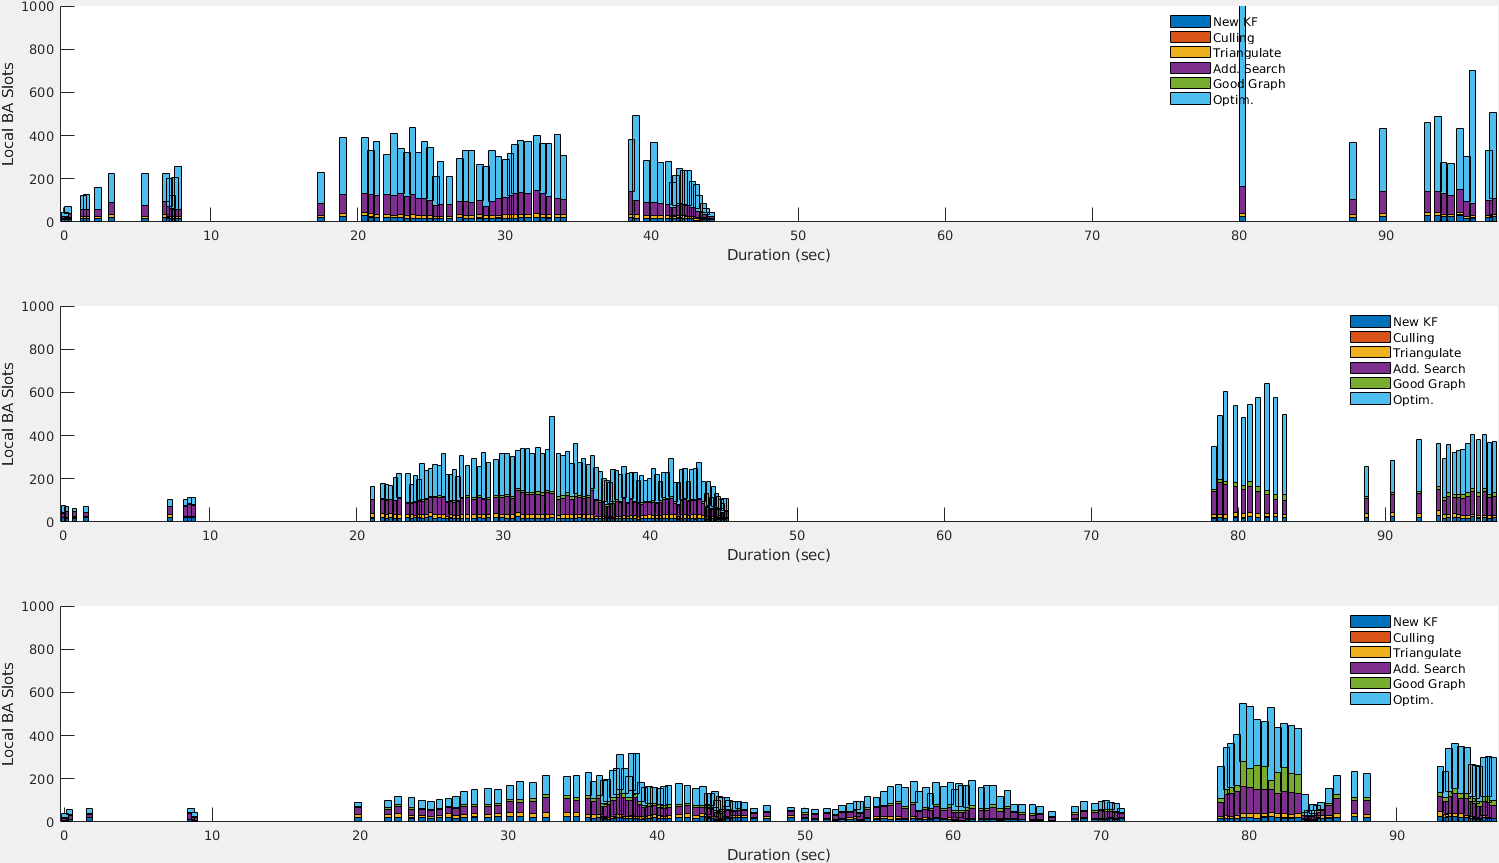 1000
800
600
400
200
0
Local BA Slots
New KF
Culling
Triangulate
Add. Search
Good Graph
Optim.
0 10 20 30 40 50 60 70 80 90
Duration (sec)
1000
800
600
400
200
0
Local BA Slots
New KF
Culling
Triangulate
Add. Search
Good Graph
Optim.
0 10 20 30 40 50 60 70 80 90
Duration (sec)
1000
800
600
400
200
0
Local BA Slots
New KF
Culling
Triangulate
Add. Search
Good Graph
Optim.
0 10 20 30 40 50 60 70 80 90
Duration (sec)